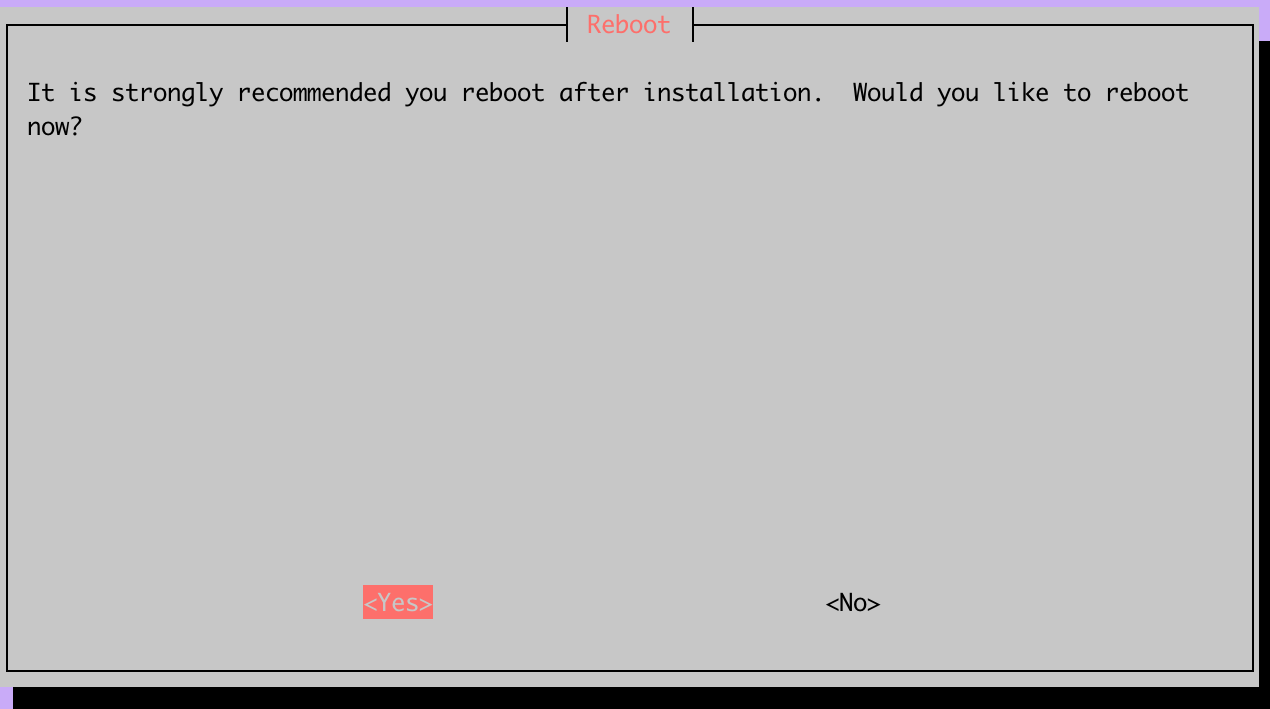 Reboot
It is strongly recommended you reboot after installation.  Would you like to reboot
now?
<Yes> <No>